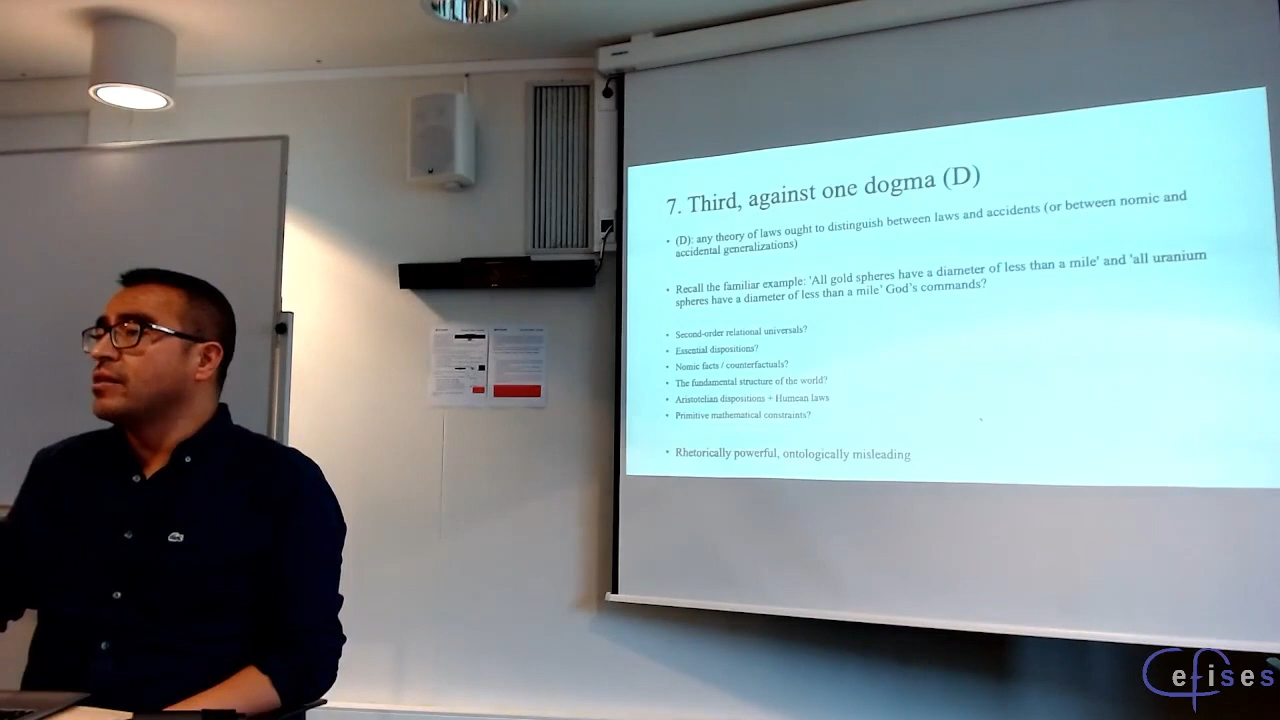 7. Third, against one dogma (D)
• (D): any theory of laws ought to distinguish between laws and accidents (or between nomic and
accidental generalizations)
• Recall the familiar example: 'All gold spheres have a diameter of less than a mile' and 'all uranium
spheres have a diameter of less than a mile' God's commands?
• Second-order relational universals?
• Essential dispositions?
• Nomic facts / counterfactuals?
• The fundamental structure of the world?
• Aristotelian dispositions + Humean laws
• Primitive mathematical constraints?
• Rhetorically powerful, ontologically misleading
Cefises